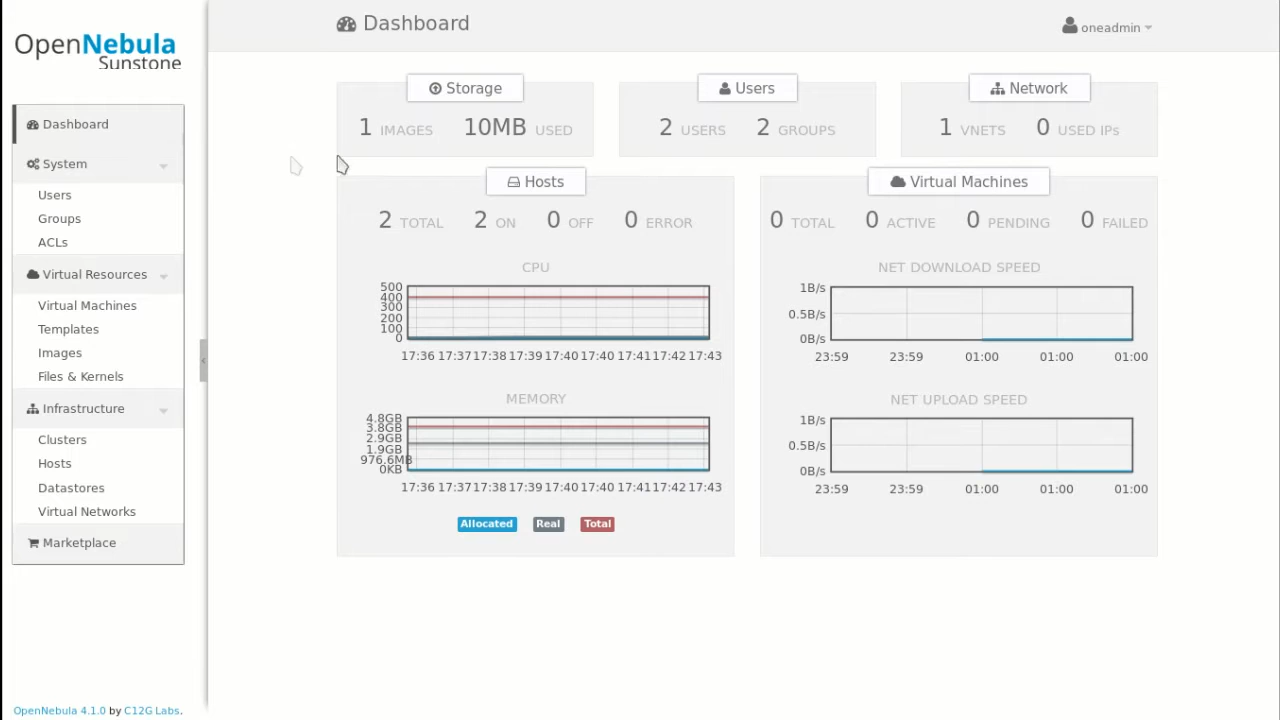 OpenNebula
Sunstone
Dashboard
System
Users
Groups
ACLs
Virtual Resources
Virtual Machines
Templates
Images
Files & Kernels
Infrastructure
Clusters
Hosts
Datastores
Virtual Networks
Marketplace
OpenNebula 4.1.0 by C12G Labs.
Dashboard
oneadmin
Storage
1 IMAGES 10MB USED
Users
2 USERS 2 GROUPS
Network
1 VNETS 0 USED IPs
Hosts
2 TOTAL 2 ON 0 OFF 0 ERROR
CPU
500
400
300
200
100
0
17:36 17:37 17:38 17:39 17:40 17:40 17:41 17:42 17:43
MEMORY
4.8GB
3.8GB
2.9GB
1.9GB
976.6MB
0KB
17:36 17:37 17:38 17:39 17:40 17:40 17:41 17:42 17:43
Allocated Real Total
Virtual Machines
0 TOTAL 0 ACTIVE 0 PENDING 0 FAILED
NET DOWNLOAD SPEED
1B/s
0.5B/s
0B/s
23:59 23:59 01:00 01:00 01:00
NET UPLOAD SPEED
1B/s
0.5B/s
0B/s
23:59 23:59 01:00 01:00 01:00